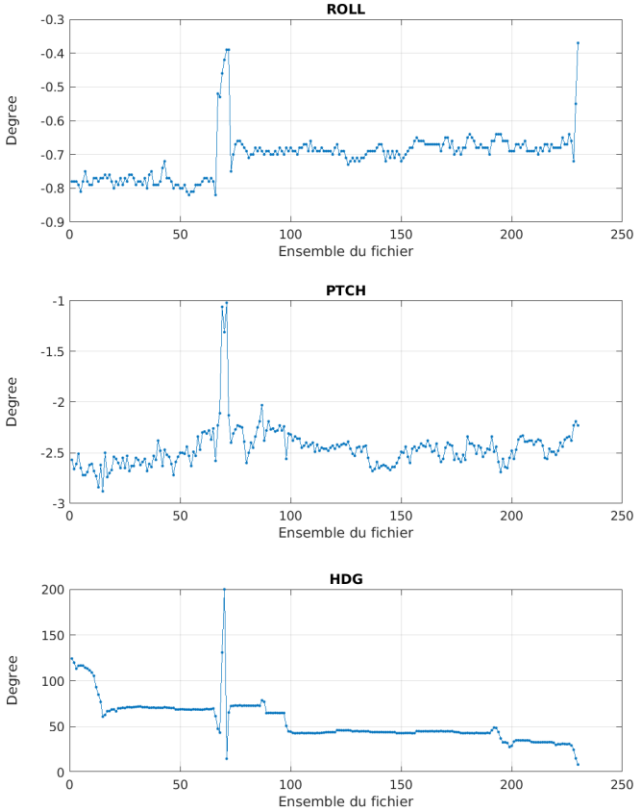 ROLL
-0.3
-0.4
-0.5
-0.6
-0.7
-0.8
-0.9
Degree
0 50 100 150 200 250
Ensemble du fichier
PTCH
-1
-1.5
-2
-2.5
-3
Degree
0 50 100 150 200 250
Ensemble du fichier
HDG
200
150
100
50
0
Degree
0 50 100 150 200 250
Ensemble du fichier